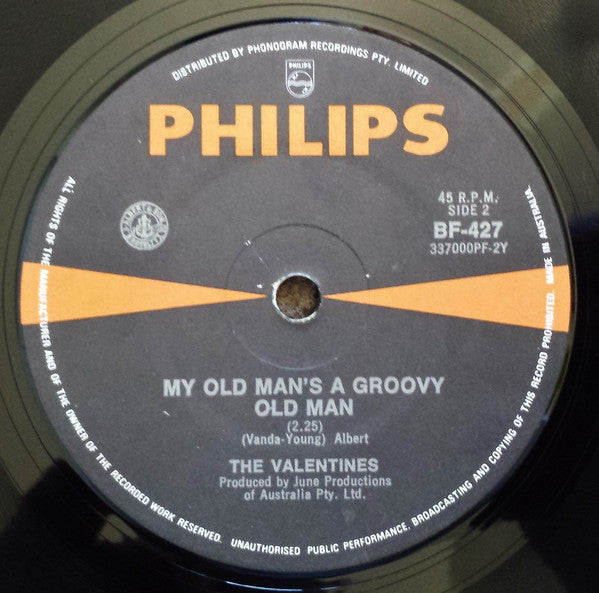 DISTRIBUTED BY PHONOGRAM RECORDINGS PTY. LIMITED
PHILIPS
PHILIPS
45 R.P.M.
SIDE 2
BF-427
337000PF-2Y
MY OLD MAN'S A GROOVY
OLD MAN
(2.25)
(Vanda-Young) Albert
THE VALENTINES
Produced by June Productions
of Australia Pty. Ltd.
ALL RIGHTS OF THE MANUFACTURER AND OF THE OWNER OF THE RECORDED WORK RESERVED. UNAUTHORISED PUBLIC PERFORMANCE, BROADCASTING AND COPYING OF THIS RECORD PROHIBITED. MADE IN AUSTRALIA.